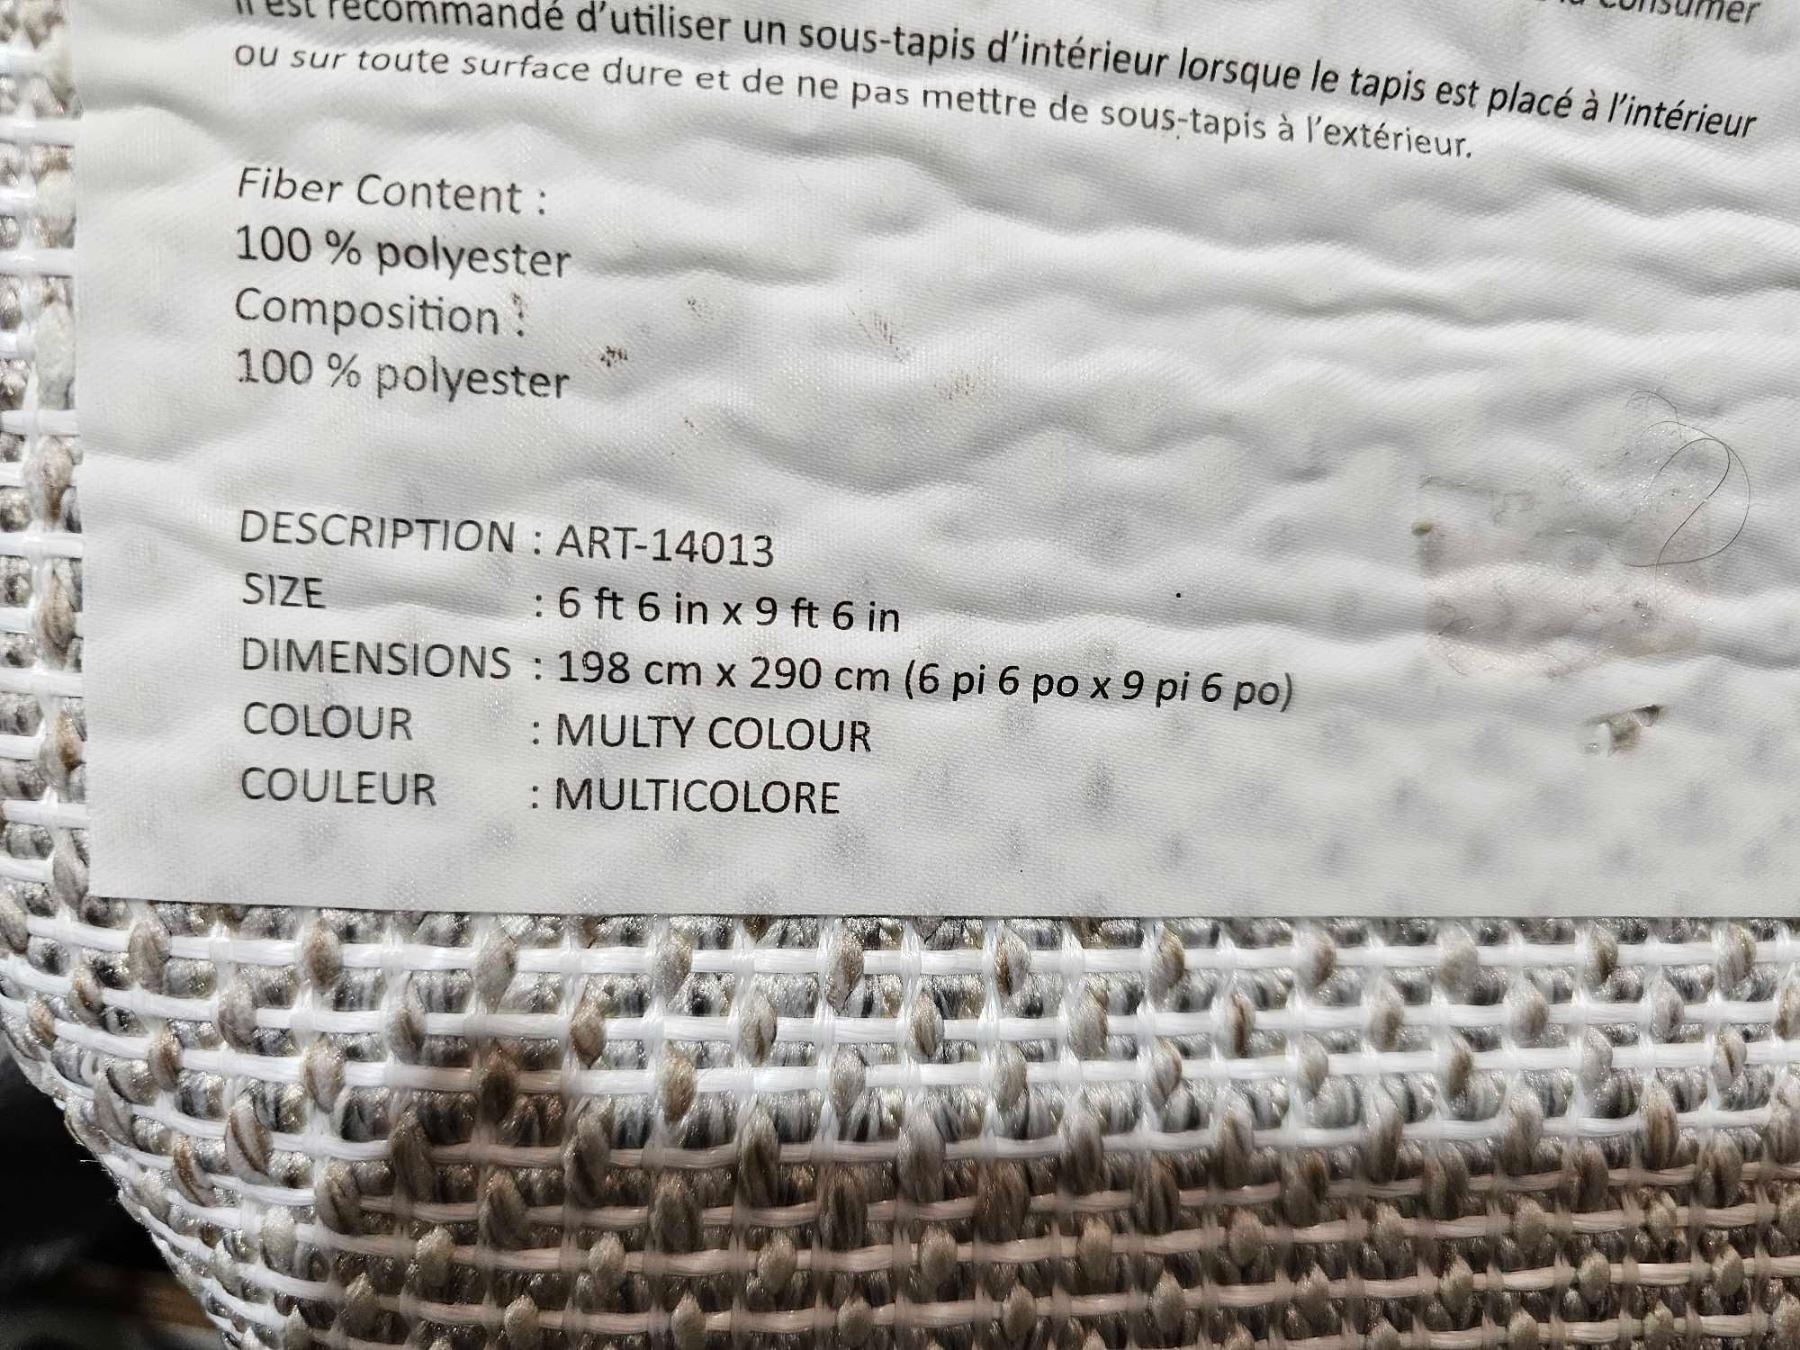 consumer
Il est recommandé d’utiliser un sous-tapis d’intérieur lorsque le tapis est placé à l’intérieur
ou sur toute surface dure et de ne pas mettre de sous-tapis à l’extérieur.
Fiber Content :
100 % polyester
Composition :
100 % polyester
DESCRIPTION : ART-14013
SIZE : 6 ft 6 in x 9 ft 6 in
DIMENSIONS : 198 cm x 290 cm (6 pi 6 po x 9 pi 6 po)
COLOUR : MULTY COLOUR
COULEUR : MULTICOLORE